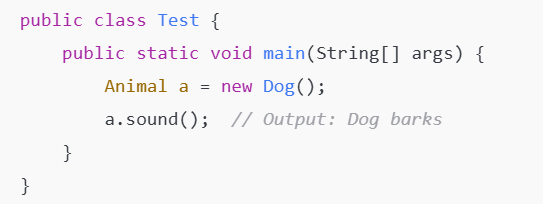 public class Test {
    public static void main(String[] args) {
        Animal a = new Dog();
        a.sound();  // Output: Dog barks
    }
}